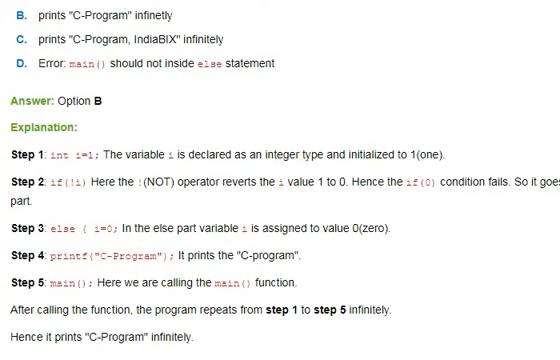 B. prints "C-Program" infinetly
C. prints "C-Program, IndiaBIX" infinitely
D. Error: main() should not inside else statement
Answer: Option B
Explanation:
Step 1: int i=1; The variable i is declared as an integer type and initialized to 1(one).
Step 2: if(!i) Here the !(NOT) operator reverts the i value 1 to 0. Hence the if(0) condition fails. So it goes
part.
Step 3: else { i=0; In the else part variable i is assigned to value 0(zero).
Step 4: printf("C-Program"); It prints the "C-program".
Step 5: main(); Here we are calling the main() function.
After calling the function, the program repeats from step 1 to step 5 infinitely.
Hence it prints "C-Program" infinitely.